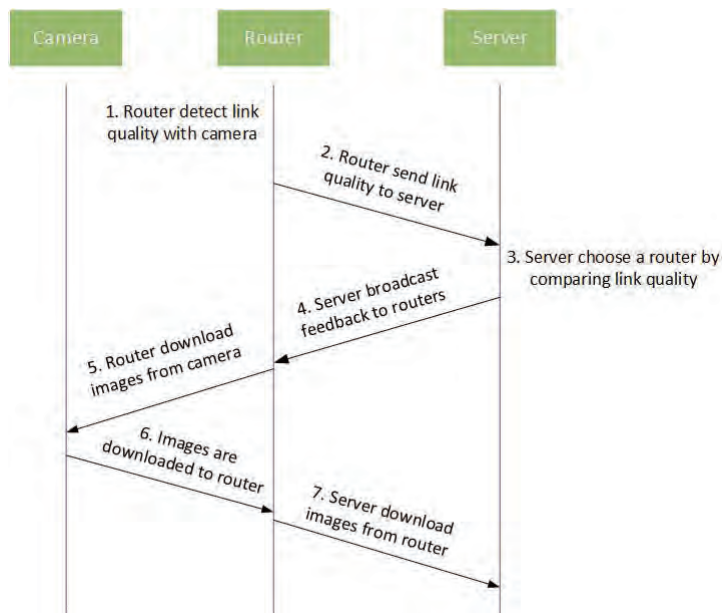 Camera
Router
Server
1. Router detect link
quality with camera
2. Router send link
quality to server
3. Server choose a router by
comparing link quality
4. Server broadcast
feedback to routers
5. Router download
images from camera
6. Images are
downloaded to router
7. Server download
images from router